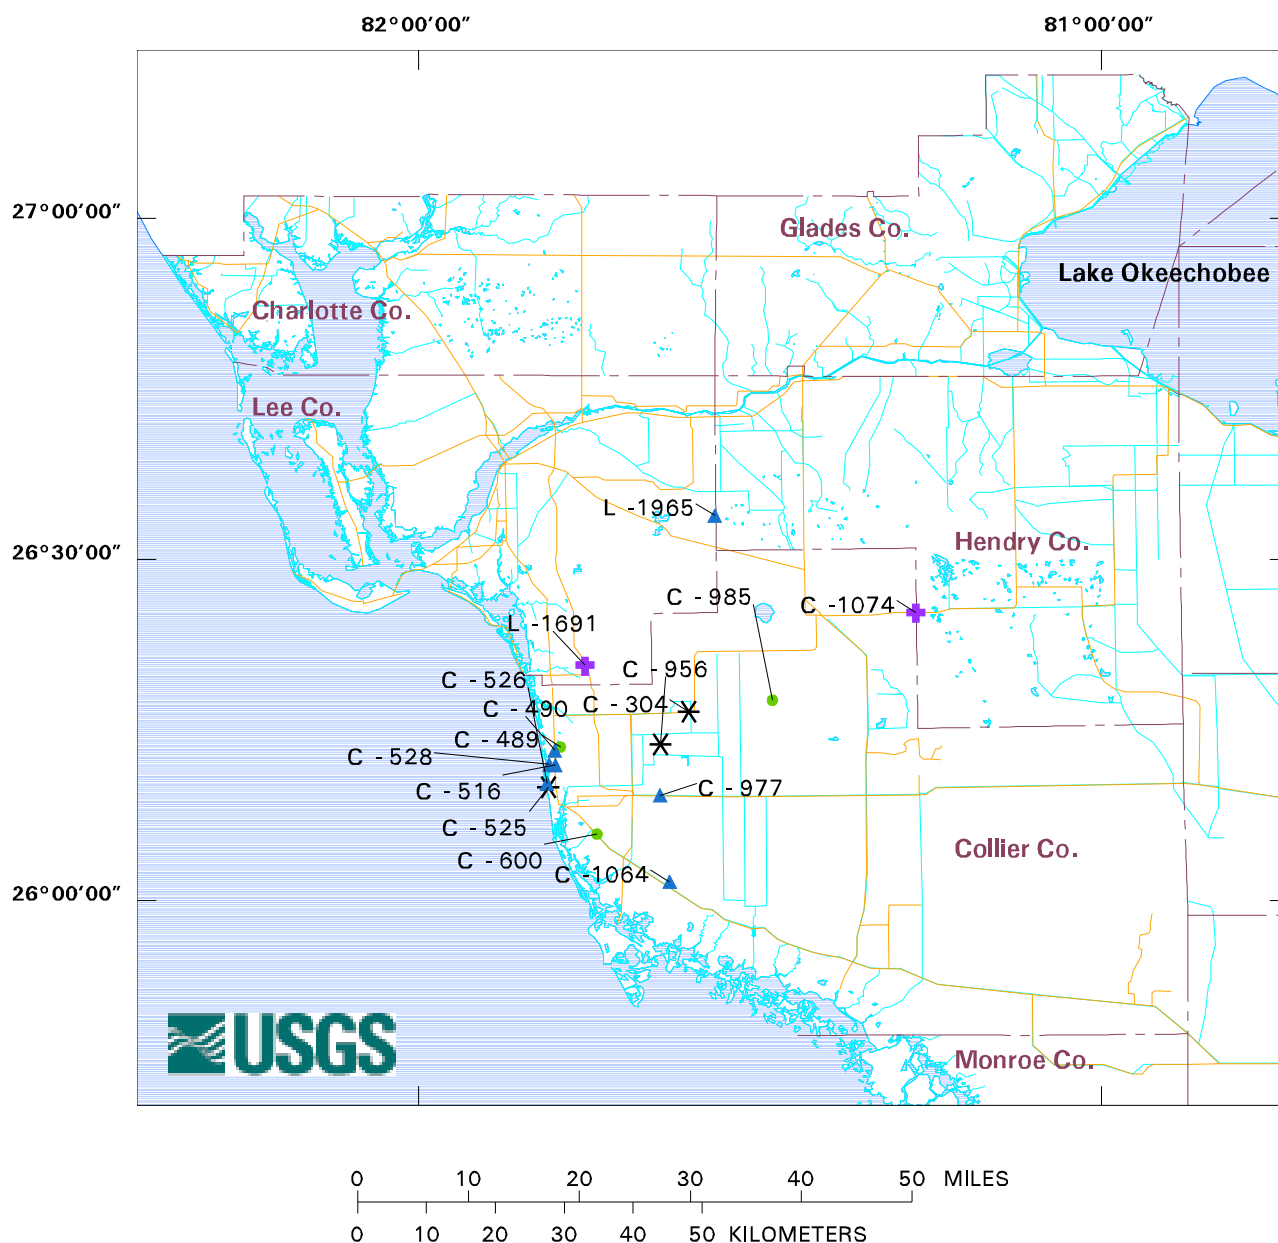 82°00'00" 81°00'00"
27°00'00"
Glades Co.
Lake Okeechobee
Charlotte Co.
Lee Co.
L -1965
26°30'00"
Hendry Co.
C -985
C -1074
L -1691
C -956
C -526
C -304
C -490
C -489
C -528
C -977
C -516
C -525
Collier Co.
C -600
C -1064
26°00'00"
USGS
Monroe Co.
0 10 20 30 40 50 MILES
0 10 20 30 40 50 KILOMETERS